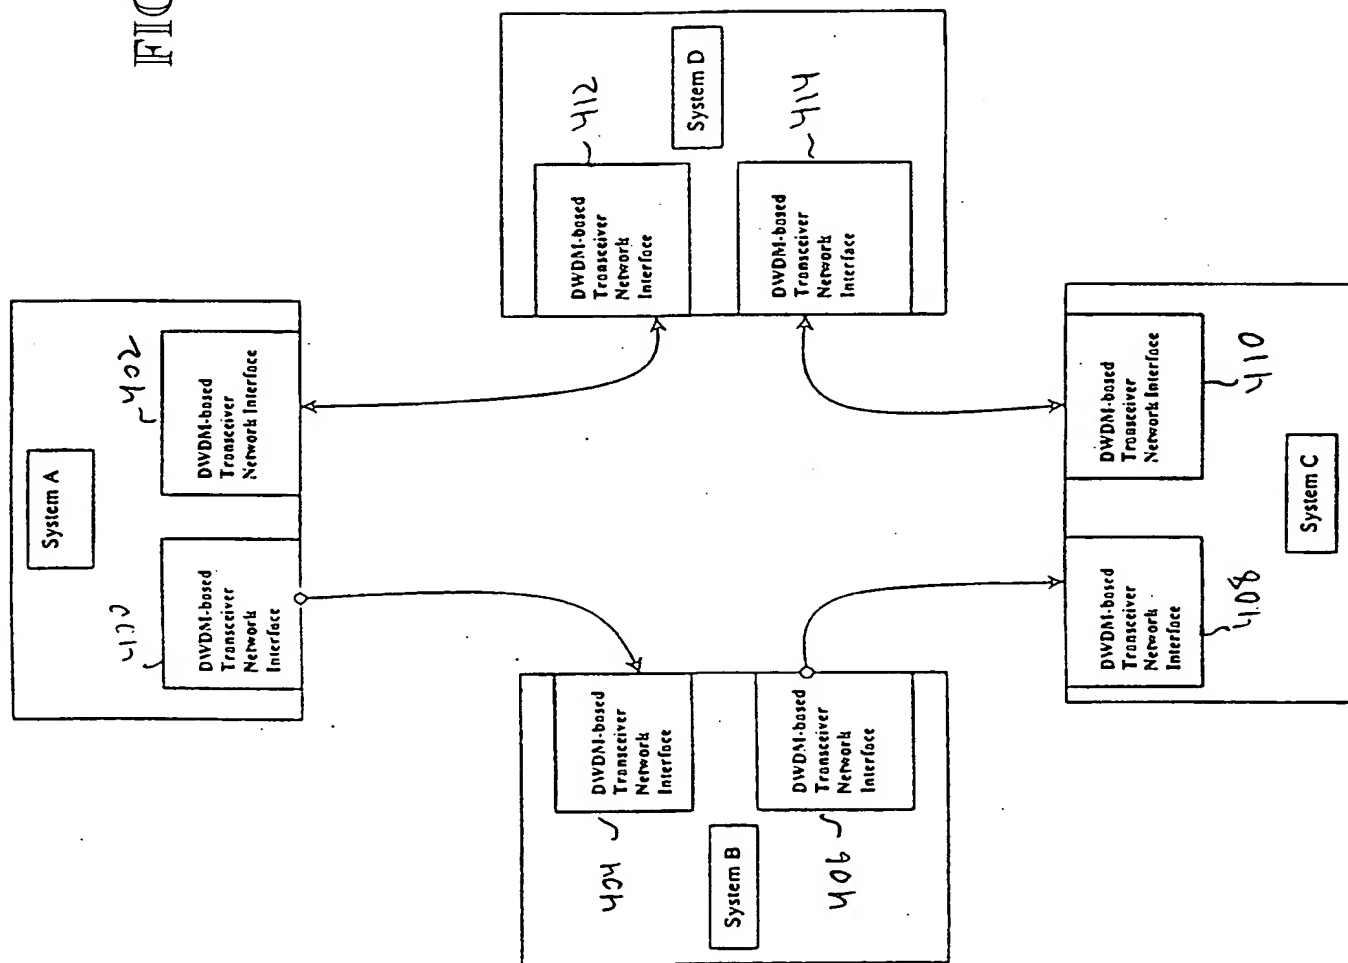 FIG
System A
402
DWDM-based
Transceiver
Network Interface
400
DWDM-based
Transceiver
Network
Interface
System D
412
DWDM-based
Transceiver
Network
Interface
414
DWDM-based
Transceiver
Network
Interface
404
DWDM-based
Transceiver
Network
Interface
System B
406
DWDM-based
Transceiver
Network
Interface
408
DWDM-based
Transceiver
Network
Interface
410
DWDM-based
Transceiver
Network Interface
System C